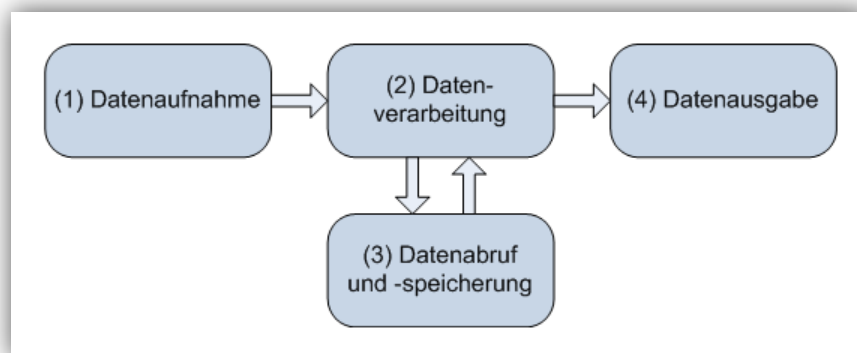 (1) Datenaufnahme
(2) Daten-
verarbeitung
(4) Datenausgabe
(3) Datenabruf
und -speicherung